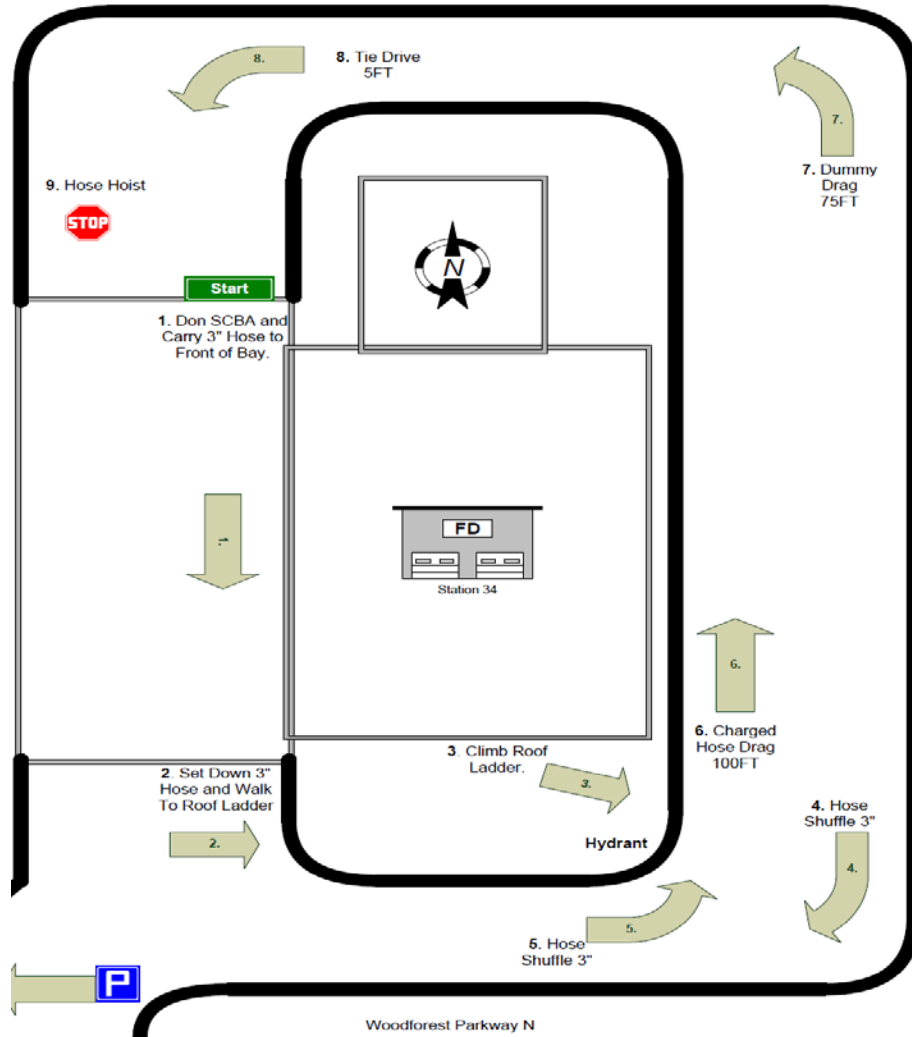 8.
8. Tie Drive
5FT
7.
7. Dummy
Drag
75FT
9. Hose Hoist
STOP
N
Start
1. Don SCBA and
Carry 3" Hose to
Front of Bay.
1.
FD
Station 34
6.
6. Charged
Hose Drag
100FT
3. Climb Roof
Ladder.
3.
2. Set Down 3"
Hose and Walk
To Roof Ladder
2.
Hydrant
4. Hose
Shuffle 3"
4.
5.
5. Hose
Shuffle 3"
P
Woodforest Parkway N